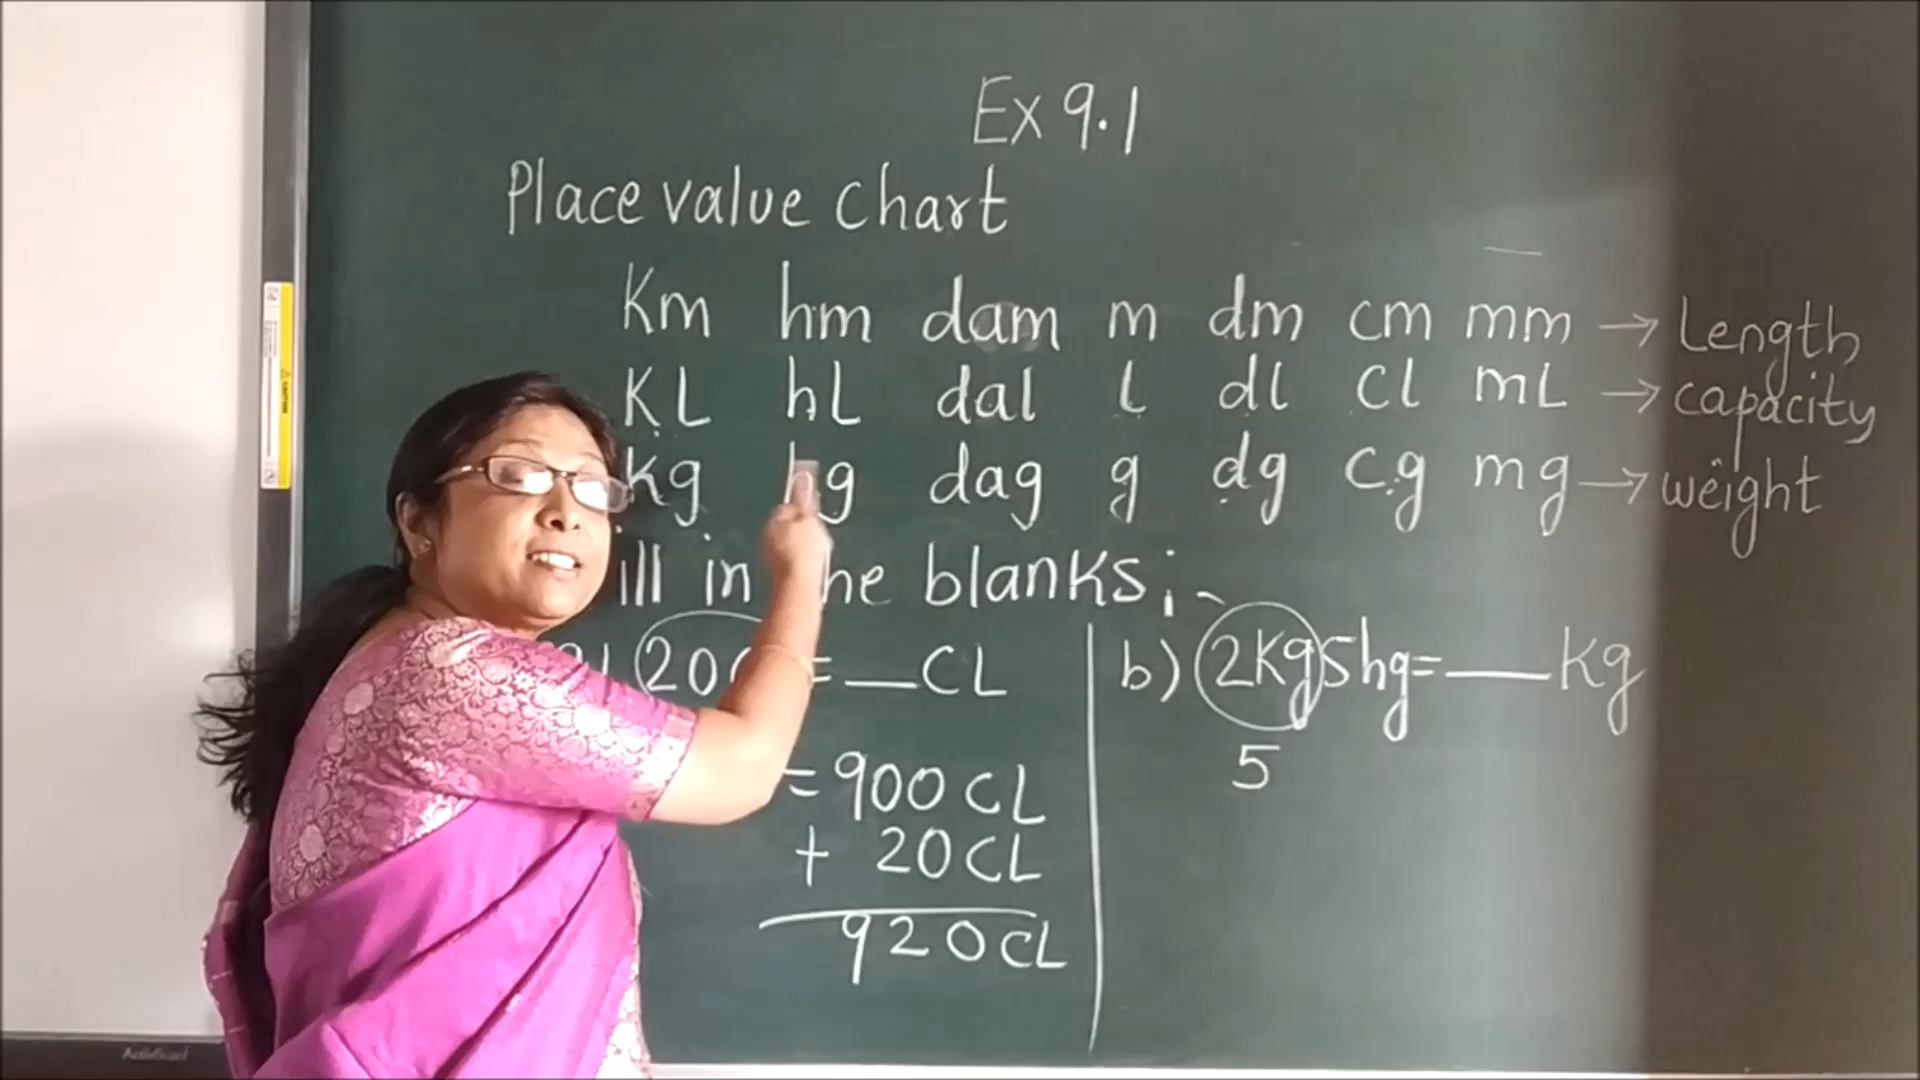 Ex 9.1
Place value chart
Km hm dam m dm cm mm → Length
KL hL dal l dl Cl mL → capacity
kg hg dag g dg cg mg → weight
ill in he blanks;-
20 = __ CL
= 900 CL
+ 20 CL
920 CL
b) 2Kg 5hg = ___ Kg
5